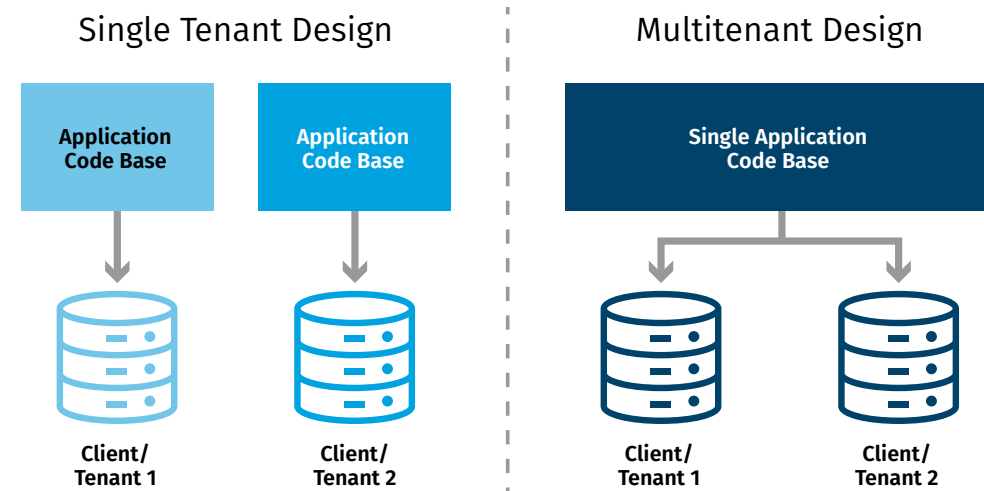 Single Tenant Design
Application
Code Base
Application
Code Base
Client/
Tenant 1
Client/
Tenant 2
Multitenant Design
Single Application
Code Base
Client/
Tenant 1
Client/
Tenant 2